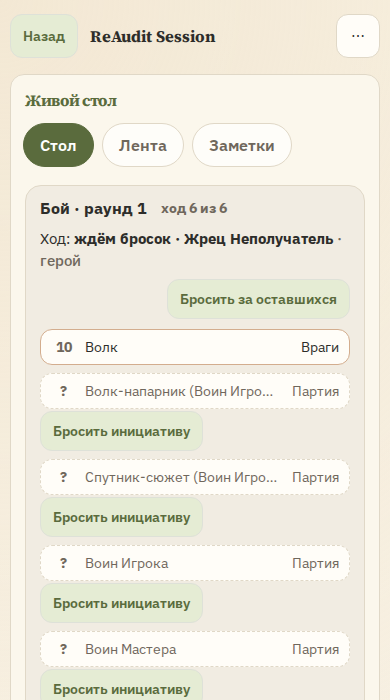 Назад
ReAudit Session
...
Живой стол
Стол
Лента
Заметки
Бой · раунд 1 ход 6 из 6
Ход: ждём бросок · Жрец Неполучатель ·
герой
Бросить за оставшихся
10 Волк Враги
? Волк-напарник (Воин Игро... Партия
Бросить инициативу
? Спутник-сюжет (Воин Игро... Партия
Бросить инициативу
? Воин Игрока Партия
Бросить инициативу
? Воин Мастера Партия
Бросить инициативу